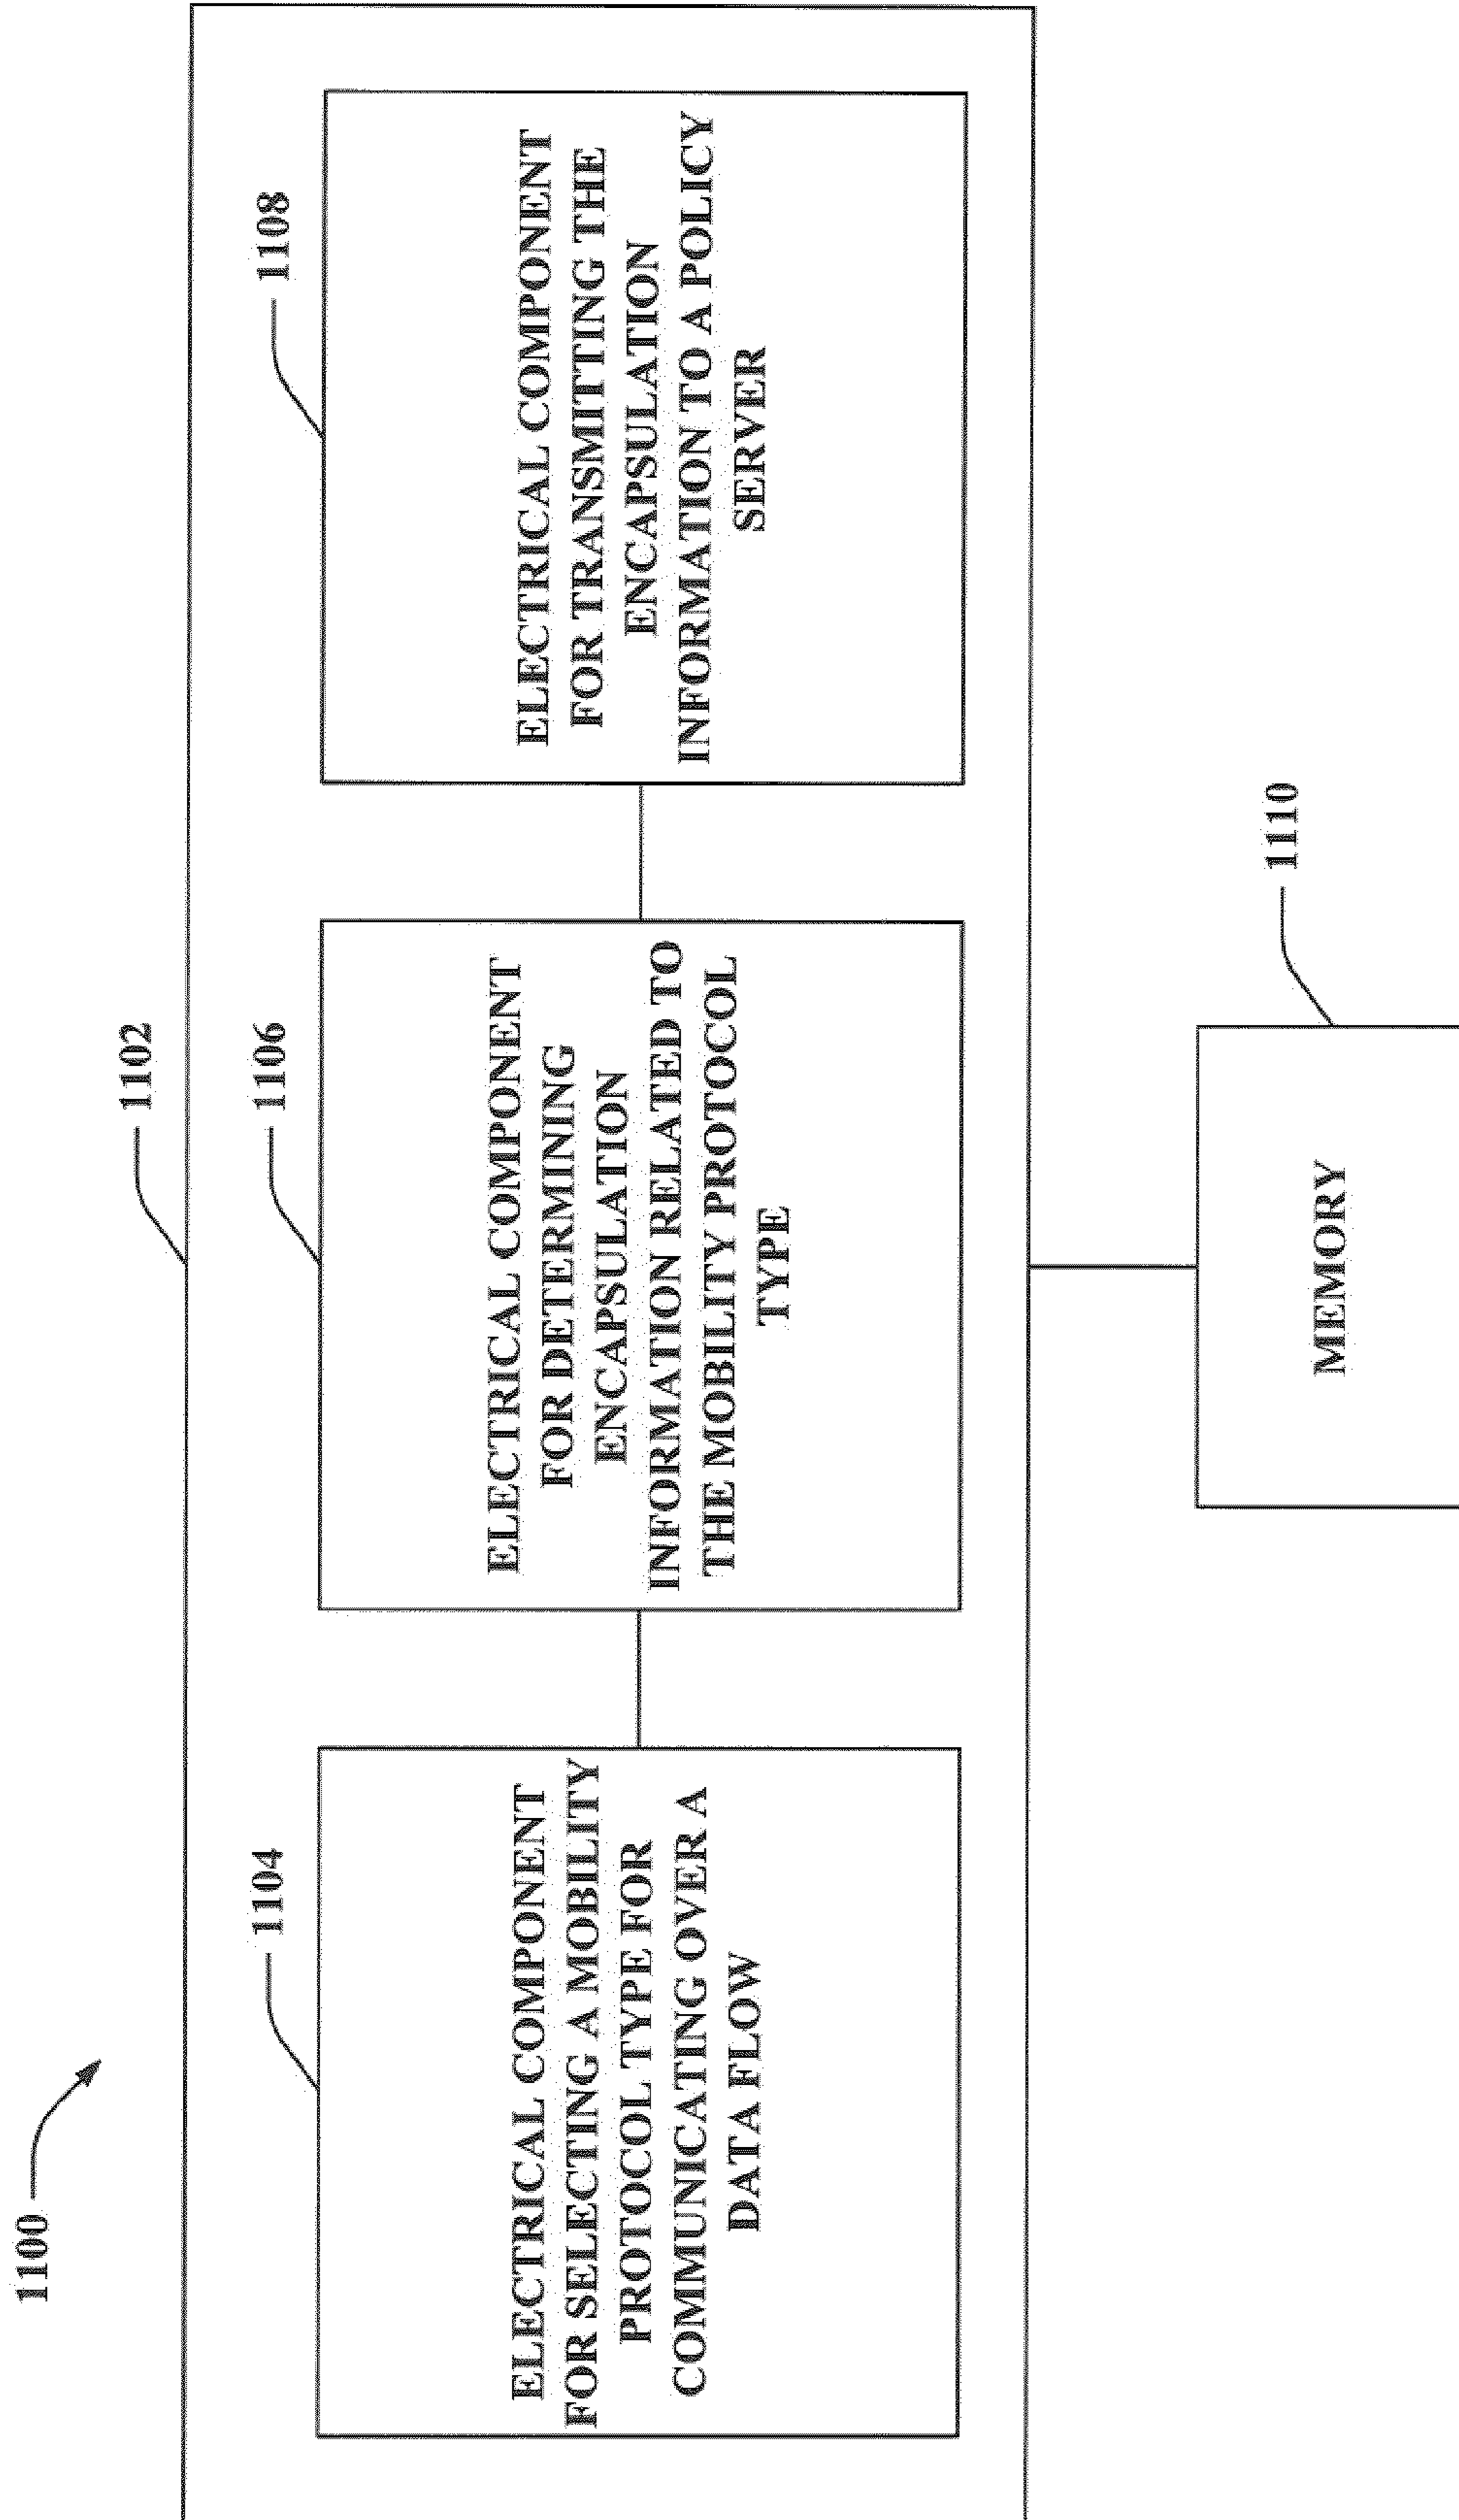 1100
1102
1104
ELECTRICAL COMPONENT
FOR SELECTING A MOBILITY
PROTOCOL TYPE FOR
COMMUNICATING OVER A
DATA FLOW
1106
ELECTRICAL COMPONENT
FOR DETERMINING
ENCAPSULATION
INFORMATION RELATED TO
THE MOBILITY PROTOCOL
TYPE
1108
ELECTRICAL COMPONENT
FOR TRANSMITTING THE
ENCAPSULATION
INFORMATION TO A POLICY
SERVER
1110
MEMORY